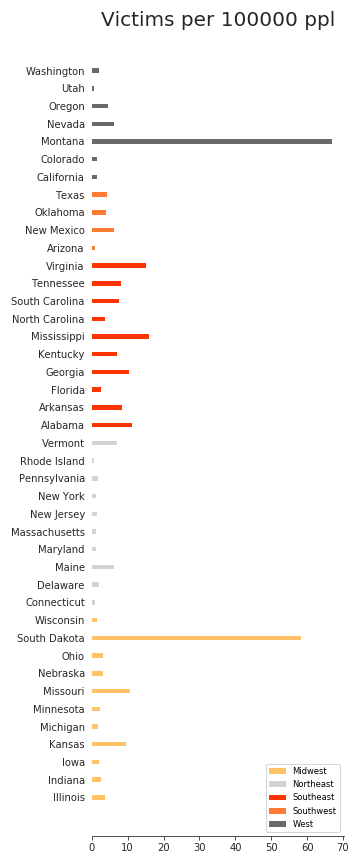 Victims per 100000 ppl
Washington
Utah
Oregon
Nevada
Montana
Colorado
California
Texas
Oklahoma
New Mexico
Arizona
Virginia
Tennessee
South Carolina
North Carolina
Mississippi
Kentucky
Georgia
Florida
Arkansas
Alabama
Vermont
Rhode Island
Pennsylvania
New York
New Jersey
Massachusetts
Maryland
Maine
Delaware
Connecticut
Wisconsin
South Dakota
Ohio
Nebraska
Missouri
Minnesota
Michigan
Kansas
Iowa
Indiana
Illinois
Midwest
Northeast
Southeast
Southwest
West
0 10 20 30 40 50 60 70